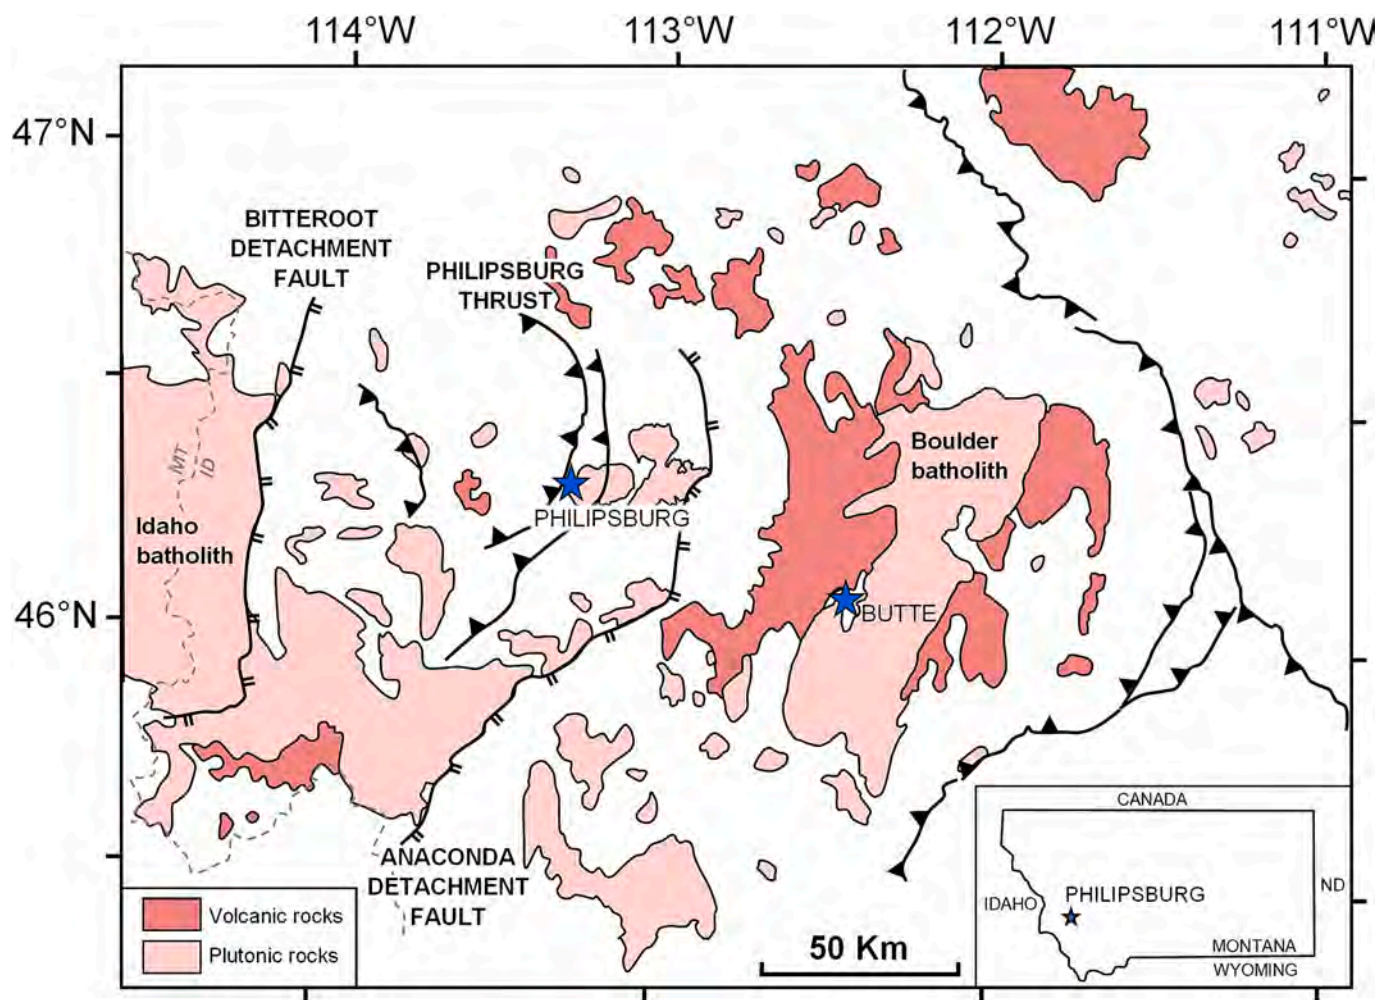 114°W
113°W
112°W
111°W
47°N
46°N
BITTEROOT
DETACHMENT
FAULT
PHILIPSBURG
THRUST
MT
ID
Idaho
batholith
Boulder
batholith
PHILIPSBURG
BUTTE
ANACONDA
DETACHMENT
FAULT
Volcanic rocks
Plutonic rocks
50 Km
CANADA
IDAHO
PHILIPSBURG
ND
MONTANA
WYOMING